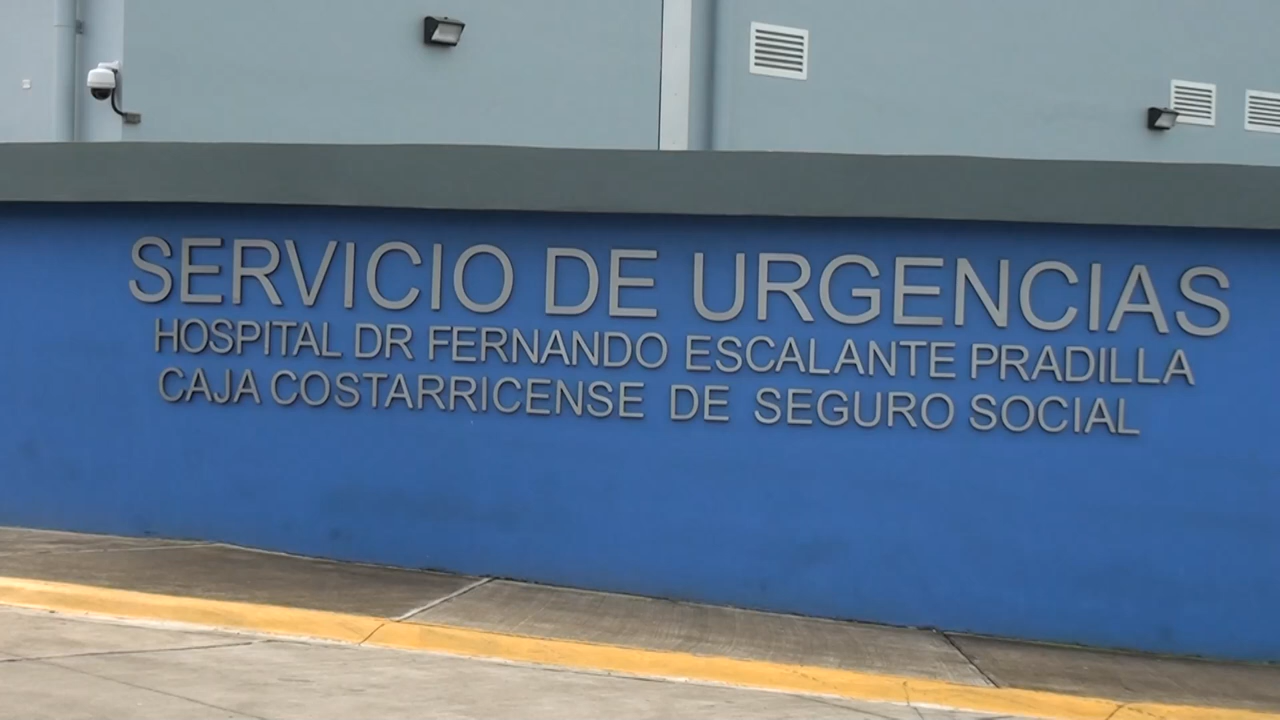 SERVICIO DE URGENCIAS
HOSPITAL DR FERNANDO ESCALANTE PRADILLA
CAJA COSTARRICENSE DE SEGURO SOCIAL